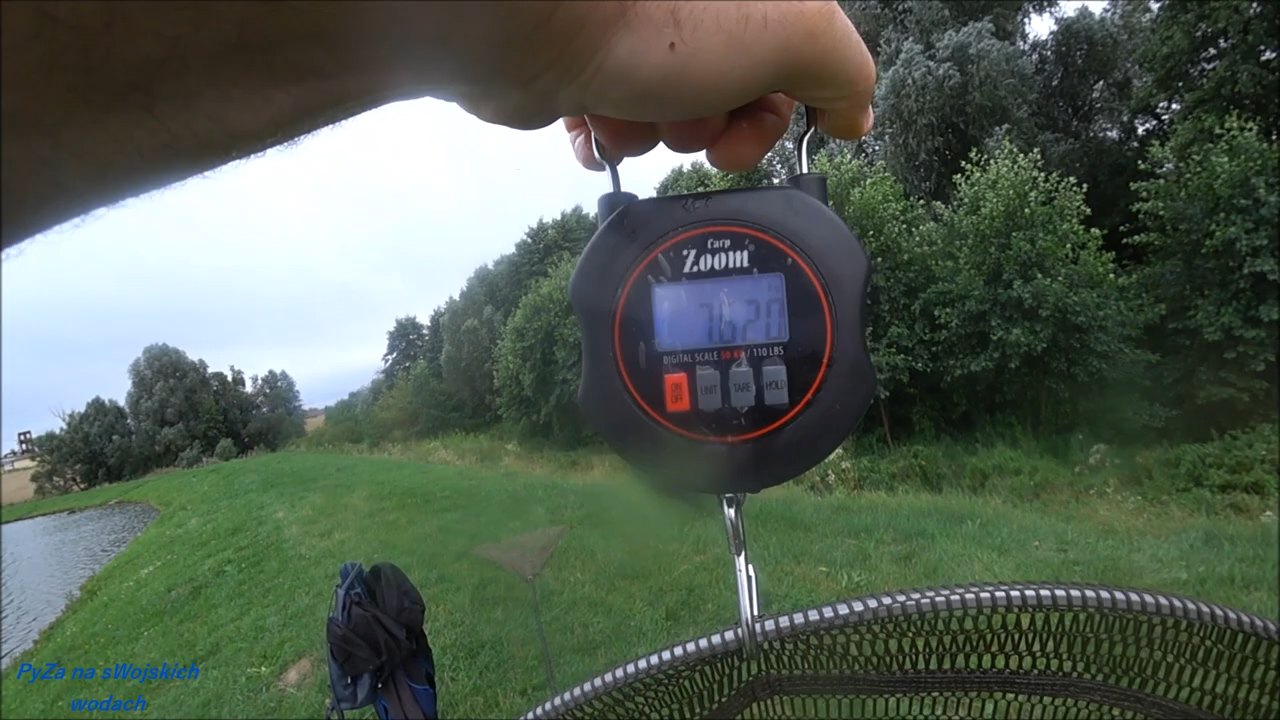 Carp
Zoom
7.620
DIGITAL SCALE 50 KG / 110 LBS
ON
OFF
UNIT
TARE
HOLD
PyZa na sWojskich
wodach